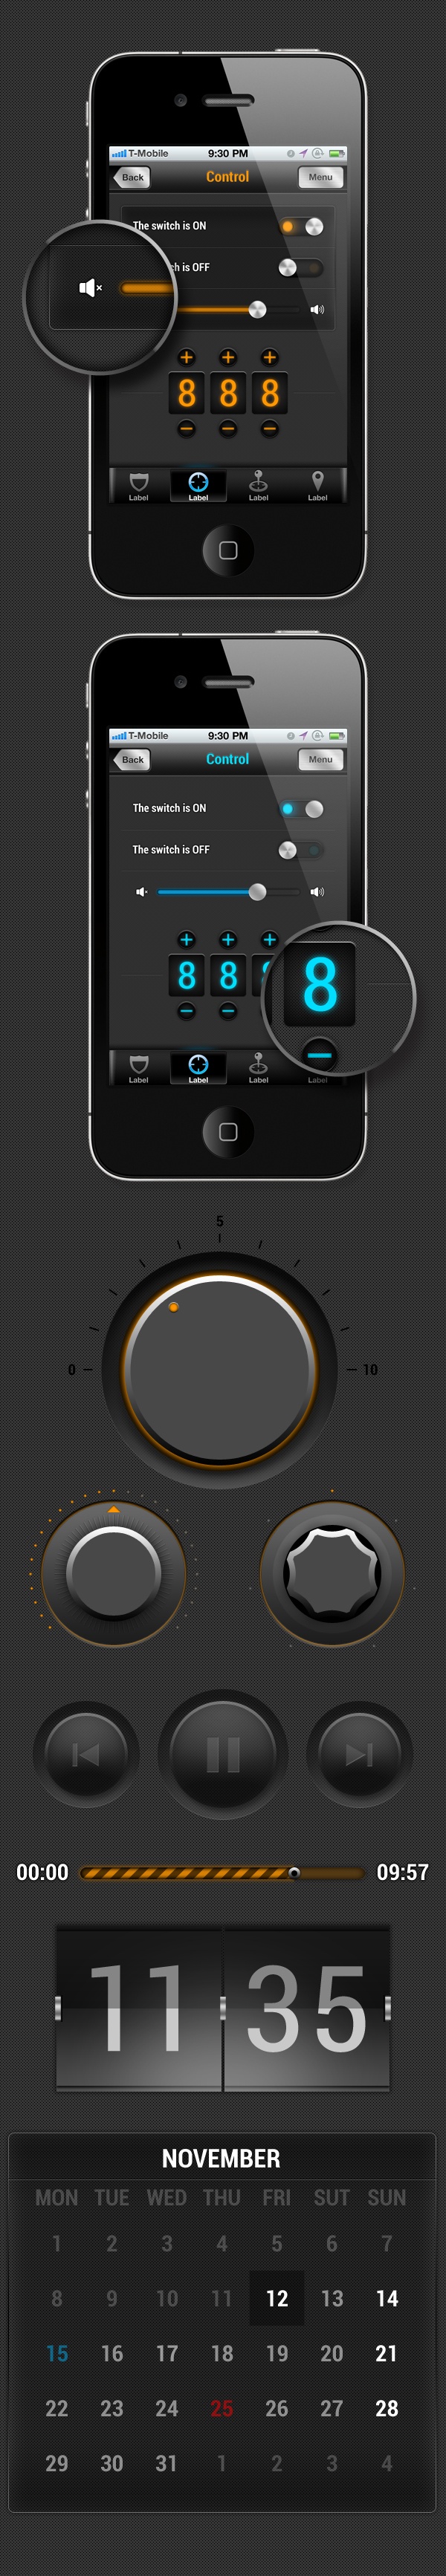 T-Mobile 9:30 PM
Back Control Menu
The switch is ON
ch is OFF
8 8 8
Label Label Label Label
T-Mobile 9:30 PM
Back Control Menu
The switch is ON
The switch is OFF
8 8 8
Label Label Label Label
5
0 10
00:00 09:57
11 35
NOVEMBER
MON TUE WED THU FRI SUT SUN
1 2 3 4 5 6 7
8 9 10 11 12 13 14
15 16 17 18 19 20 21
22 23 24 25 26 27 28
29 30 31 1 2 3 4